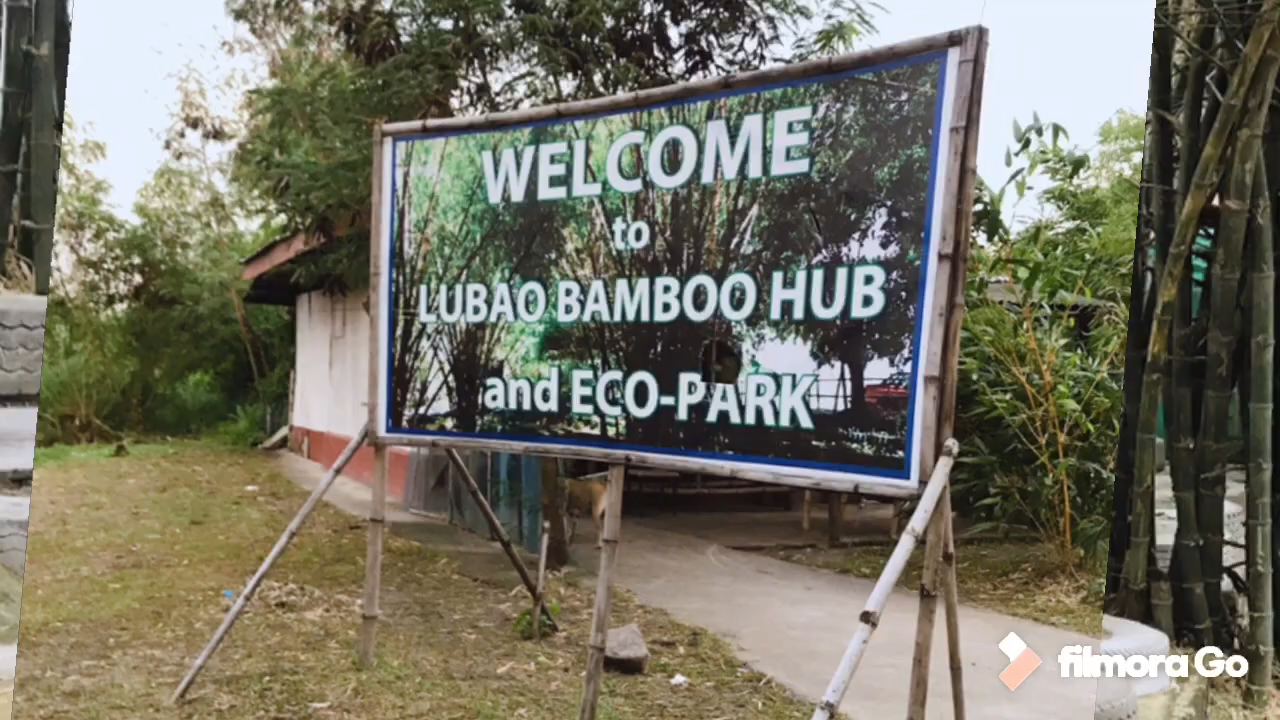 WELCOME
to
LUBAO BAMBOO HUB
and ECO-PARK
filmora Go